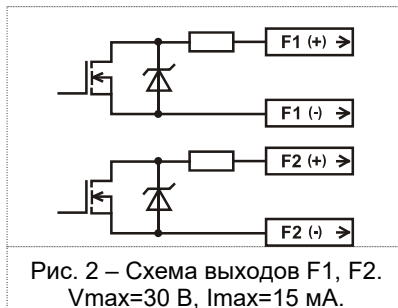 F1 (+)
F1 (-)
F2 (+)
F2 (-)
Рис. 2 – Схема выходов F1, F2.
Vmax=30 В, Imax=15 мА.